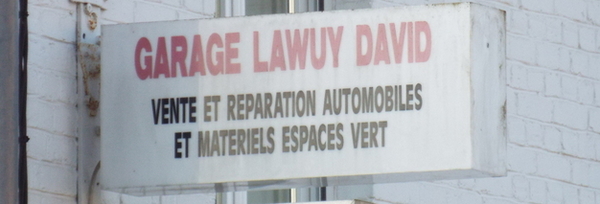 GARAGE LAWUY DAVID
VENTE ET REPARATION AUTOMOBILES
ET MATERIELS ESPACES VERT